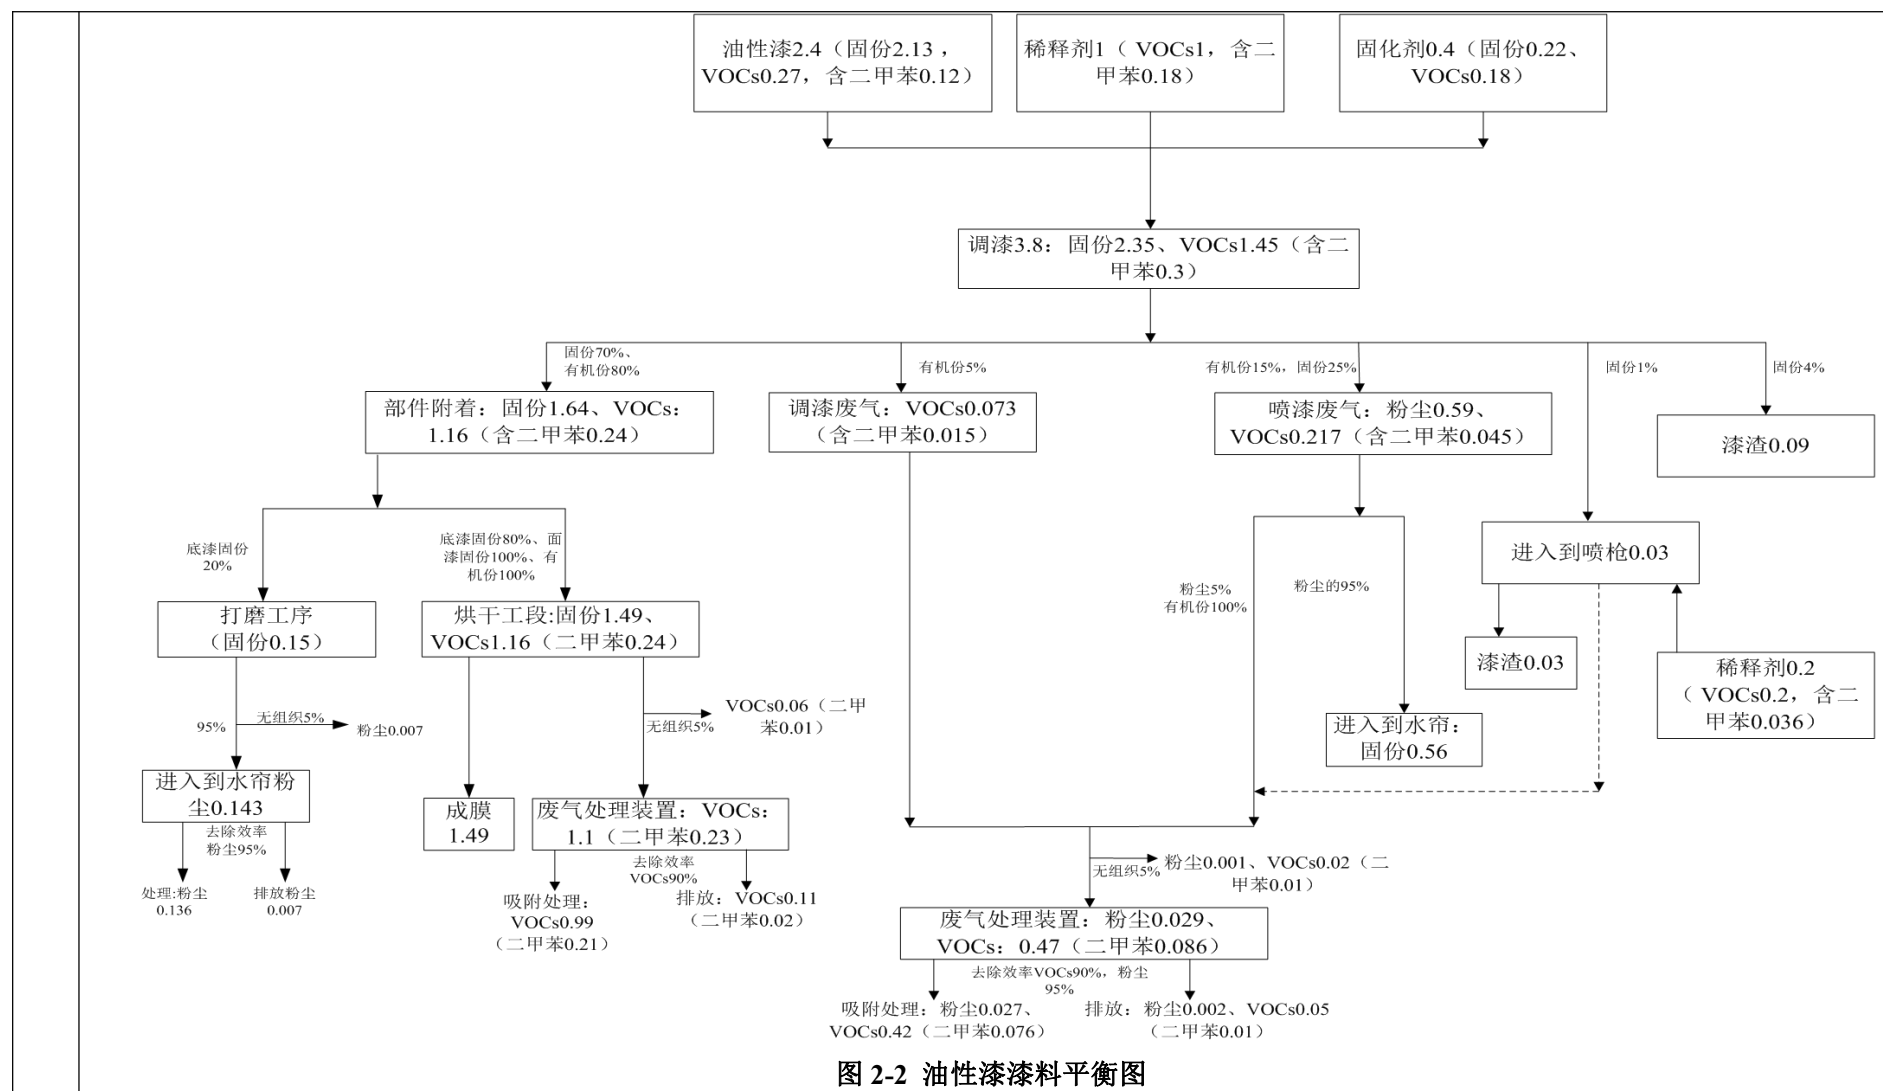 油性漆2.4（固份2.13，
VOCs0.27，含二甲苯0.12）
稀释剂1（ VOCs1，含二
甲苯0.18）
固化剂0.4（固份0.22、
VOCs0.18）
调漆3.8：固份2.35、VOCs1.45（含二
甲苯0.3）
固份70%、
有机份80%
有机份5%
有机份15%，固份25%
固份1%
固份4%
部件附着：固份1.64、VOCs：
1.16（含二甲苯0.24）
调漆废气：VOCs0.073
（含二甲苯0.015）
喷漆废气：粉尘0.59、
VOCs0.217（含二甲苯0.045）
漆渣0.09
底漆固份
20%
底漆固份80%、面
漆固份100%、有
机份100%
粉尘5%
有机份100%
粉尘的95%
进入到喷枪0.03
打磨工序
（固份0.15）
烘干工段:固份1.49、
VOCs1.16（二甲苯0.24）
漆渣0.03
稀释剂0.2
（ VOCs0.2，含二
甲苯0.036）
95%
无组织5%
粉尘0.007
无组织5%
VOCs0.06（二甲
苯0.01）
进入到水帘：
固份0.56
进入到水帘粉
尘0.143
成膜
1.49
废气处理装置：VOCs：
1.1（二甲苯0.23）
去除效率
粉尘95%
处理:粉尘
0.136
排放粉尘
0.007
去除效率
VOCs90%
吸附处理：
VOCs0.99
（二甲苯0.21）
排放：VOCs0.11
（二甲苯0.02）
无组织5%
粉尘0.001、VOCs0.02（二
甲苯0.01）
废气处理装置：粉尘0.029、
VOCs：0.47（二甲苯0.086）
去除效率VOCs90%，粉尘
95%
吸附处理：粉尘0.027、
VOCs0.42（二甲苯0.076）
排放：粉尘0.002、VOCs0.05
（二甲苯0.01）
图 2-2 油性漆漆料平衡图